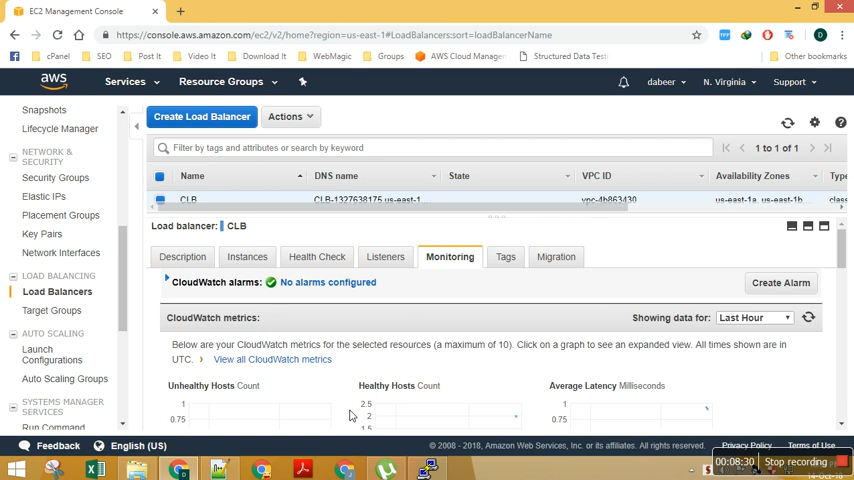 EC2 Management Console
https://console.aws.amazon.com/ec2/v2/home?region=us-east-1#LoadBalancers:sort=loadBalancerName
cPanel SEO Post It Video It Download It WebMagic Groups AWS Cloud Manage Structured Data Test Other bookmarks
aws Services Resource Groups dabeer N. Virginia Support
Snapshots
Lifecycle Manager
NETWORK &
SECURITY
Security Groups
Elastic IPs
Placement Groups
Key Pairs
Network Interfaces
LOAD BALANCING
Load Balancers
Target Groups
AUTO SCALING
Launch
Configurations
Auto Scaling Groups
SYSTEMS MANAGER
SERVICES
Run Command
Create Load Balancer Actions
Filter by tags and attributes or search by keyword 1 to 1 of 1
Name DNS name State VPC ID Availability Zones Type
CLB CLB-1327638175.us-east-1... vpc-4b863430 us-east-1a, us-east-1b, class
Load balancer: CLB
Description Instances Health Check Listeners Monitoring Tags Migration
CloudWatch alarms: No alarms configured Create Alarm
CloudWatch metrics: Showing data for: Last Hour
Below are your CloudWatch metrics for the selected resources (a maximum of 10). Click on a graph to see an expanded view. All times shown are in
UTC. › View all CloudWatch metrics
Unhealthy Hosts Count Healthy Hosts Count Average Latency Milliseconds
1 2.5 1
0.75 2 0.75
1.5
Feedback English (US) © 2008 - 2018, Amazon Web Services, Inc. or its affiliates. All rights reserved. Privacy Policy Terms of Use
00:08:30 Stop recording